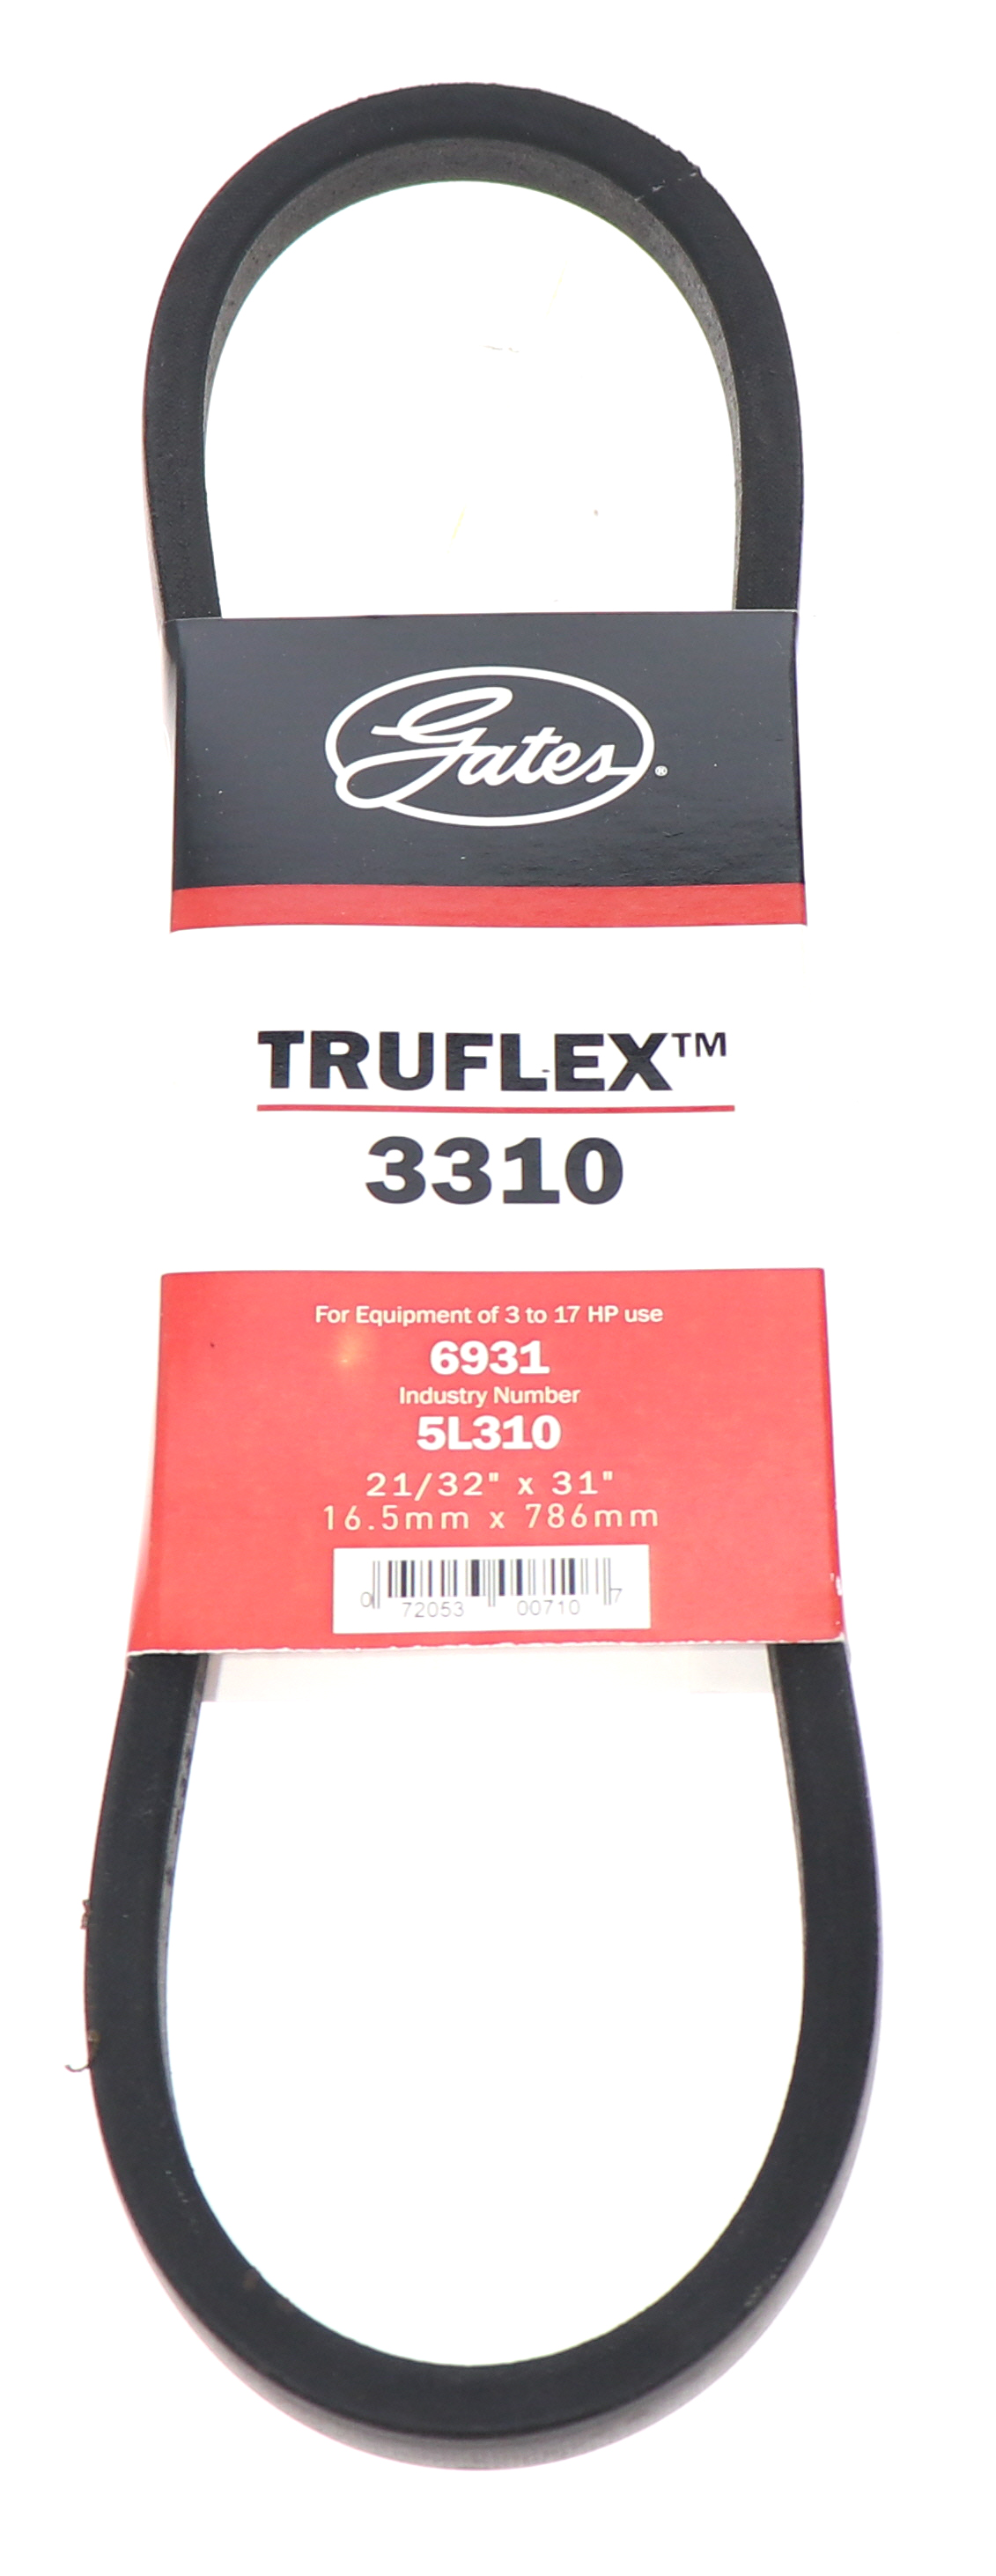 Gates®
TRUFLEX™
3310
For Equipment of 3 to 17 HP use
6931
Industry Number
5L310
21/32" x 31"
16.5mm x 786mm
0 72053 00710 7